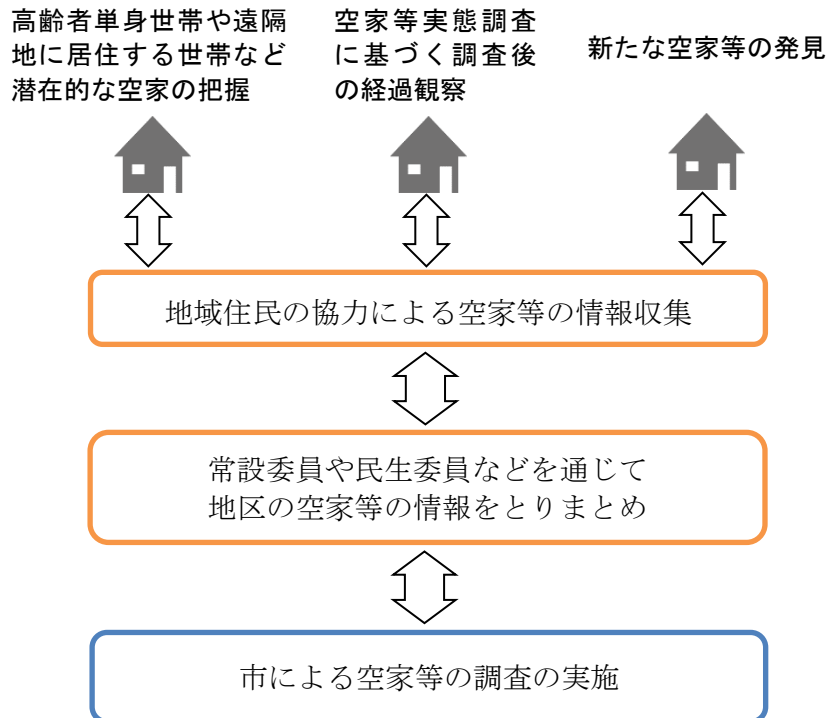 高齢者単身世帯や遠隔
地に居住する世帯など
潜在的な空家の把握
空家等実態調査
に基づく調査後
の経過観察
新たな空家等の発見
地域住民の協力による空家等の情報収集
常設委員や民生委員などを通じて
地区の空家等の情報をとりまとめ
市による空家等の調査の実施